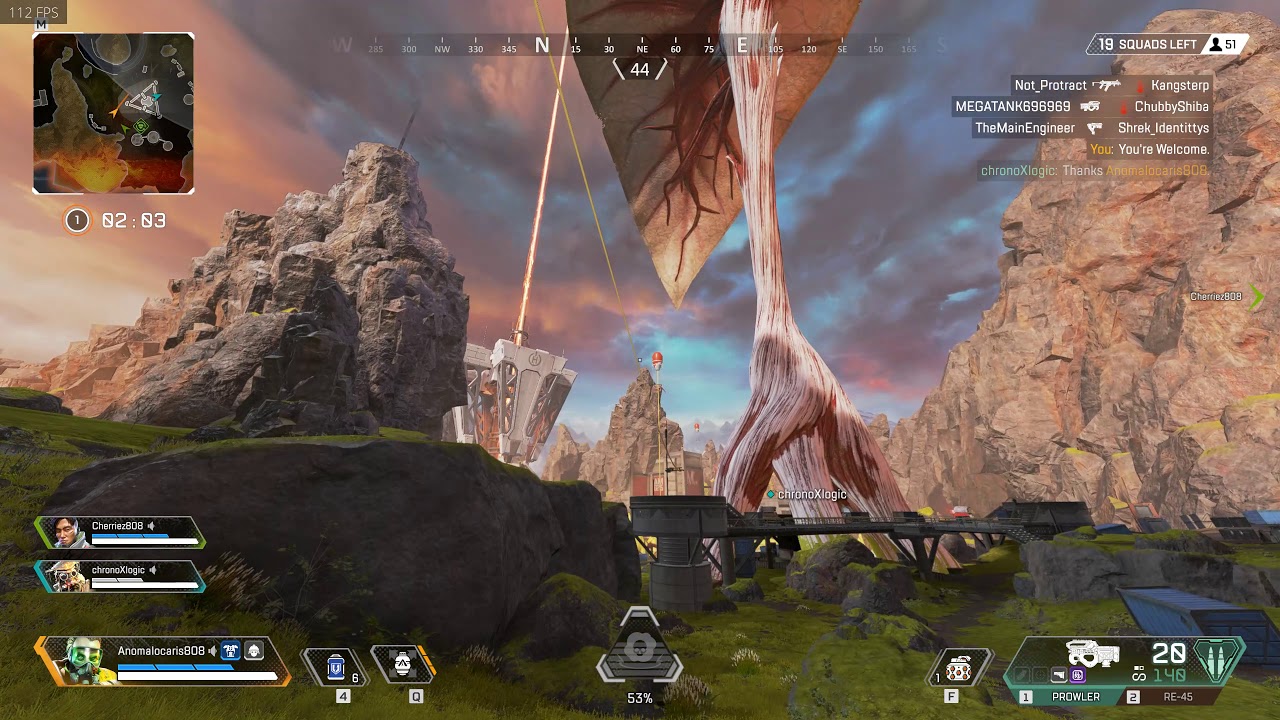 112 FPS
M
W 285 300 NW 330 345 N 15 30 NE 60 75 E 105 120 SE 150 165 S
44
19 SQUADS LEFT 51
Not_Protract Kangsterp
MEGATANK696969 ChubbyShiba
TheMainEngineer Shrek_Identittys
You: You're Welcome.
chronoXlogic: Thanks Anomalocaris808.
1 02:03
Cherriez808
chronoXlogic
Cherriez808
chronoXlogic
Anomalocaris808
6
4
Q
53%
1
F
20
140
1 PROWLER 2 RE-45